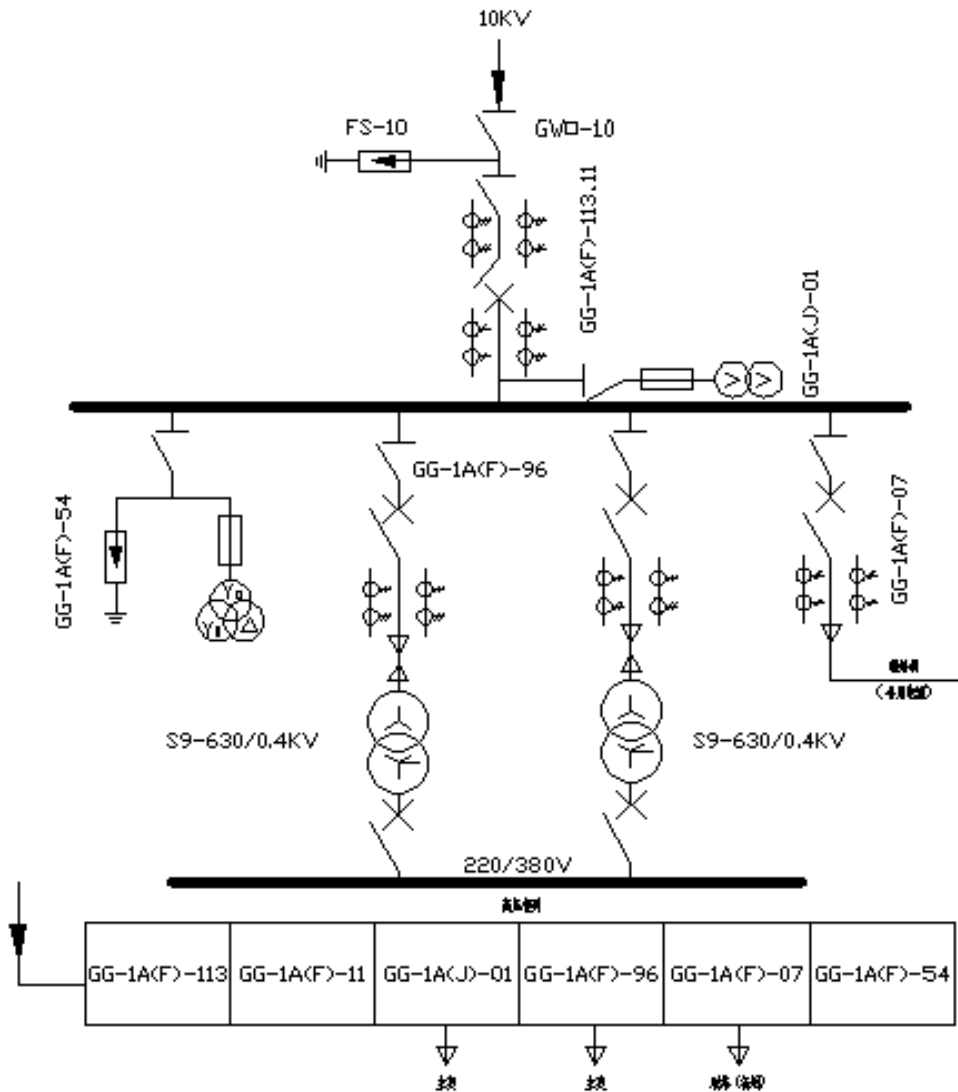 10KV
FS-10
GW□-10
GG-1A(F)-113.11
GG-1A(J)-01
GG-1A(F)-96
GG-1A(F)-54
GG-1A(F)-07
S9-630/0.4KV
S9-630/0.4KV
220/380V
GG-1A(F)-113
GG-1A(F)-11
GG-1A(J)-01
GG-1A(F)-96
GG-1A(F)-07
GG-1A(F)-54